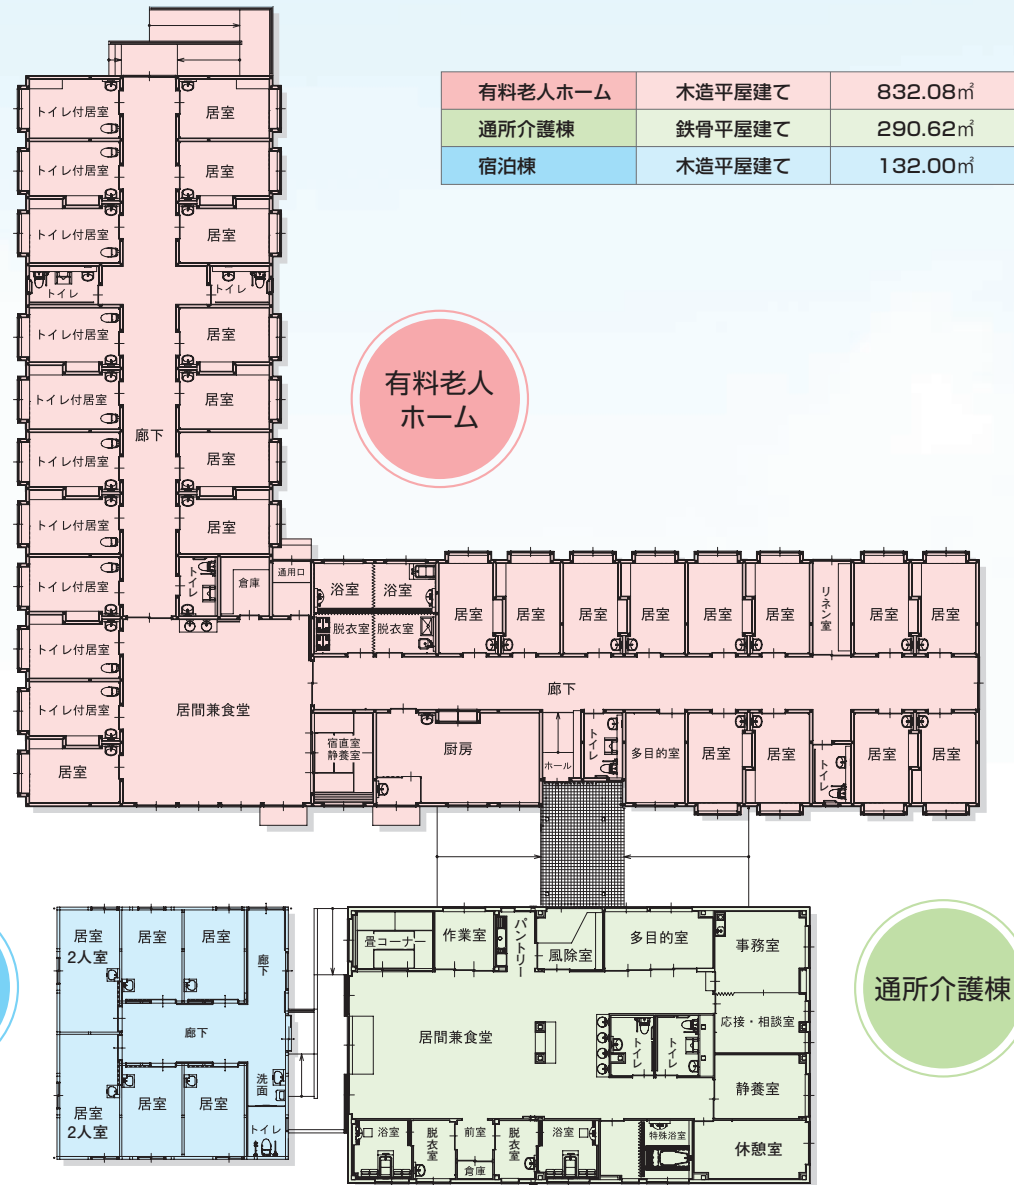 有料老人ホーム 木造平屋建て 832.08㎡
通所介護棟 鉄骨平屋建て 290.62㎡
宿泊棟 木造平屋建て 132.00㎡
トイレ付居室 居室
トイレ付居室 居室
トイレ付居室 居室
トイレ トイレ
トイレ付居室 居室
トイレ付居室 居室
廊下
トイレ付居室 居室
トイレ付居室 居室
トイレ付居室
トイレ
倉庫
通用口
トイレ付居室
トイレ付居室
居室
居間兼食堂
有料老人
ホーム
浴室 浴室
脱衣室 脱衣室
居室 居室 居室 居室 居室 居室
リネン室
居室 居室
廊下
宿直室
静養室
厨房
ホール
トイレ
多目的室
居室 居室
トイレ
居室 居室
居室
2人室
居室 居室
廊下
廊下
居室
2人室
居室 居室
洗面
トイレ
畳コーナー
作業室
パントリー
風除室
多目的室
事務室
居間兼食堂
トイレ
トイレ
応接・相談室
静養室
休憩室
浴室
脱衣室
前室
倉庫
脱衣室
浴室
特殊浴室
通所介護棟